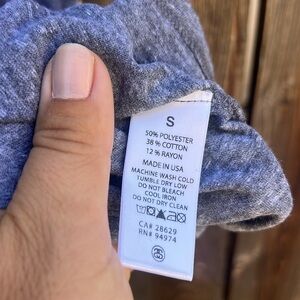 S
50% POLYESTER
38% COTTON
12% RAYON
MADE IN USA
MACHINE WASH COLD
TUMBLE DRY LOW
DO NOT BLEACH
COOL IRON
DO NOT DRY CLEAN
CA# 28629
RN# 94974